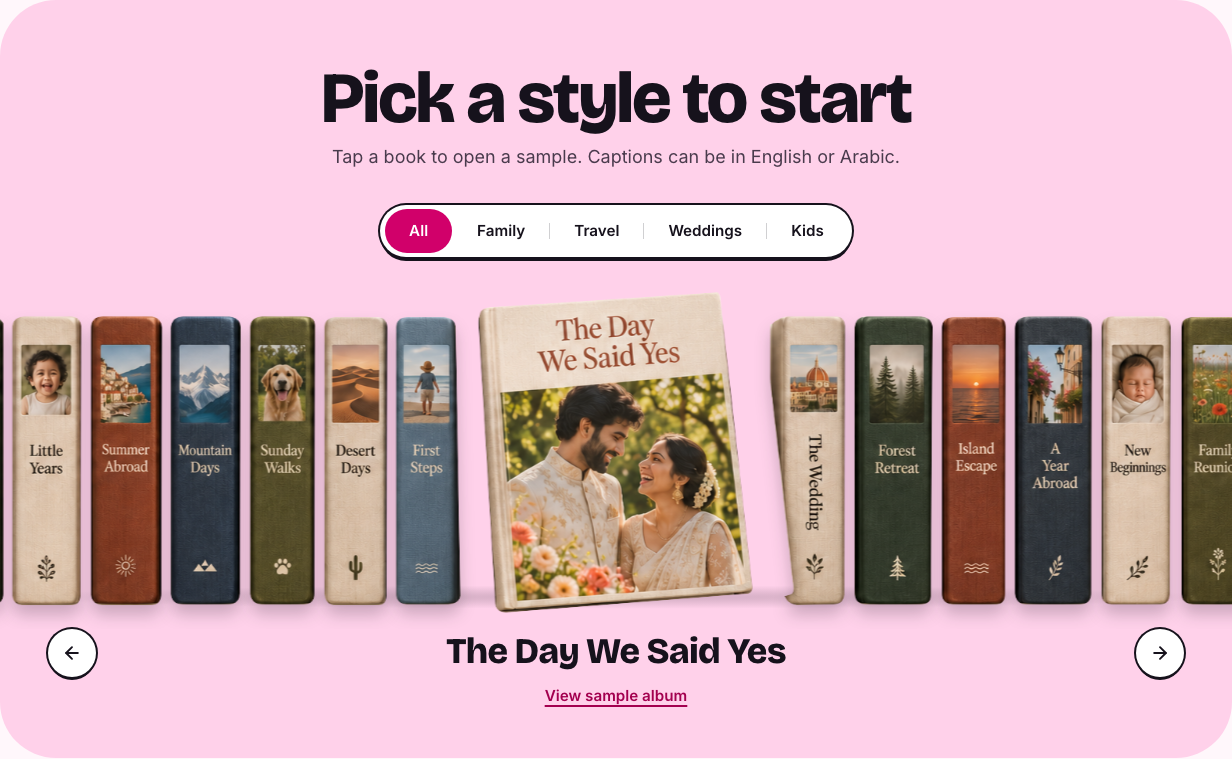 Pick a style to start
Tap a book to open a sample. Captions can be in English or Arabic.
All
Family
Travel
Weddings
Kids
Little
Years
Summer
Abroad
Mountain
Days
Sunday
Walks
Desert
Days
First
Steps
The Day
We Said Yes
The Wedding
Forest
Retreat
Island
Escape
A
Year
Abroad
New
Beginnings
The Day We Said Yes
View sample album